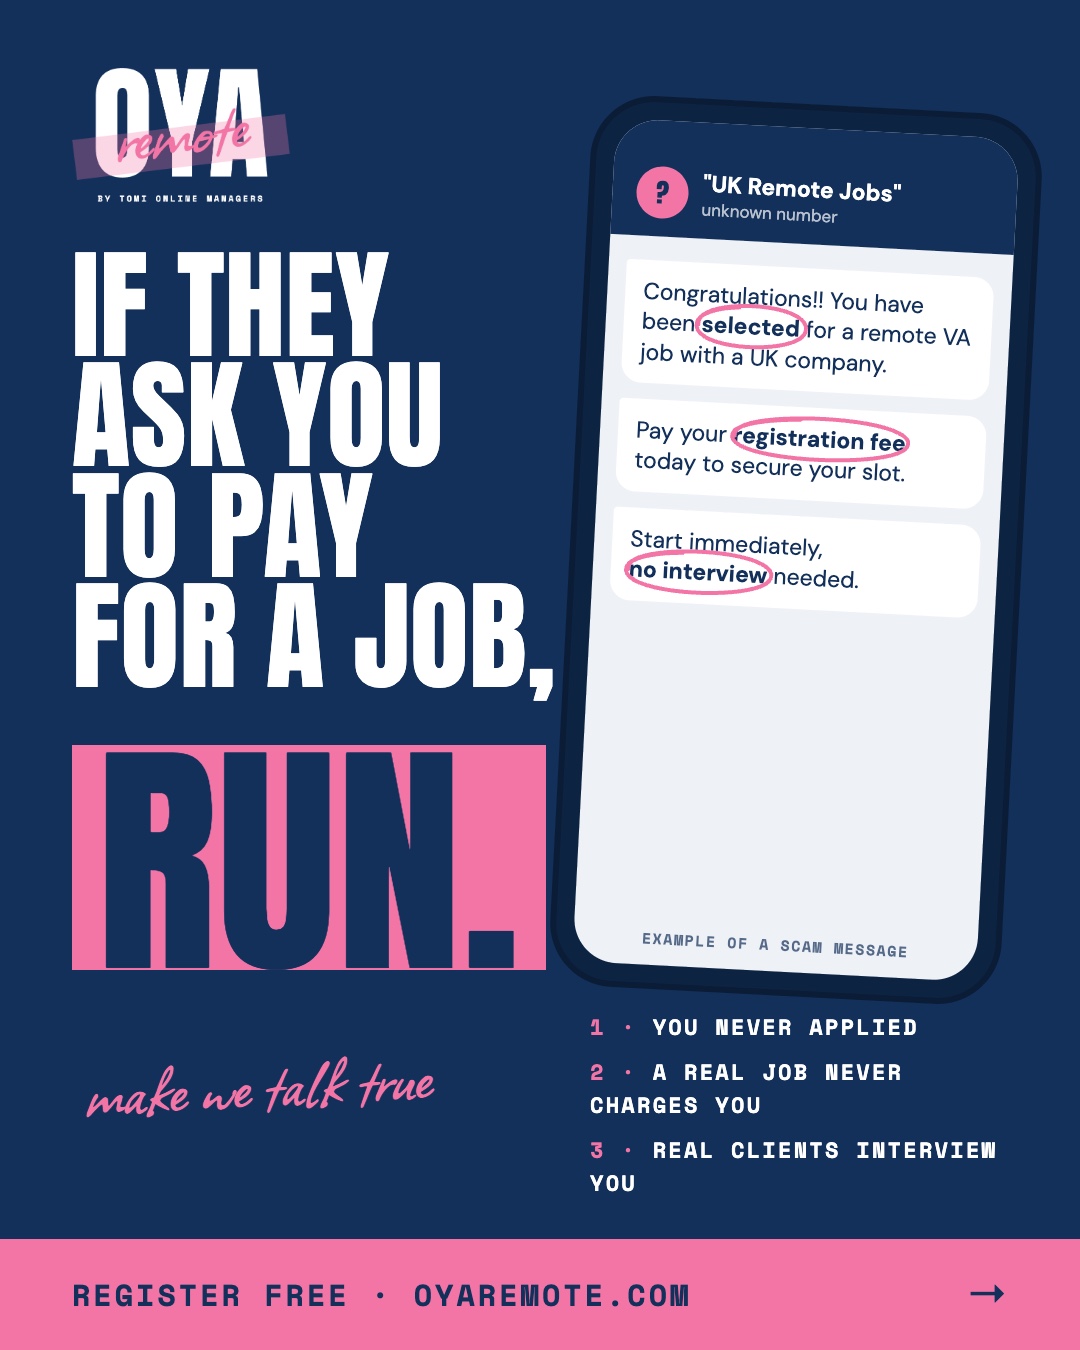 OYA
remote
BY TOMI ONLINE MANAGERS
IF THEY
ASK YOU
TO PAY
FOR A JOB,
RUN.
make we talk true
?
"UK Remote Jobs"
unknown number
Congratulations!! You have
been selected for a remote VA
job with a UK company.
Pay your registration fee
today to secure your slot.
Start immediately,
no interview needed.
EXAMPLE OF A SCAM MESSAGE
1 · YOU NEVER APPLIED
2 · A REAL JOB NEVER
CHARGES YOU
3 · REAL CLIENTS INTERVIEW
YOU
REGISTER FREE · OYAREMOTE.COM →